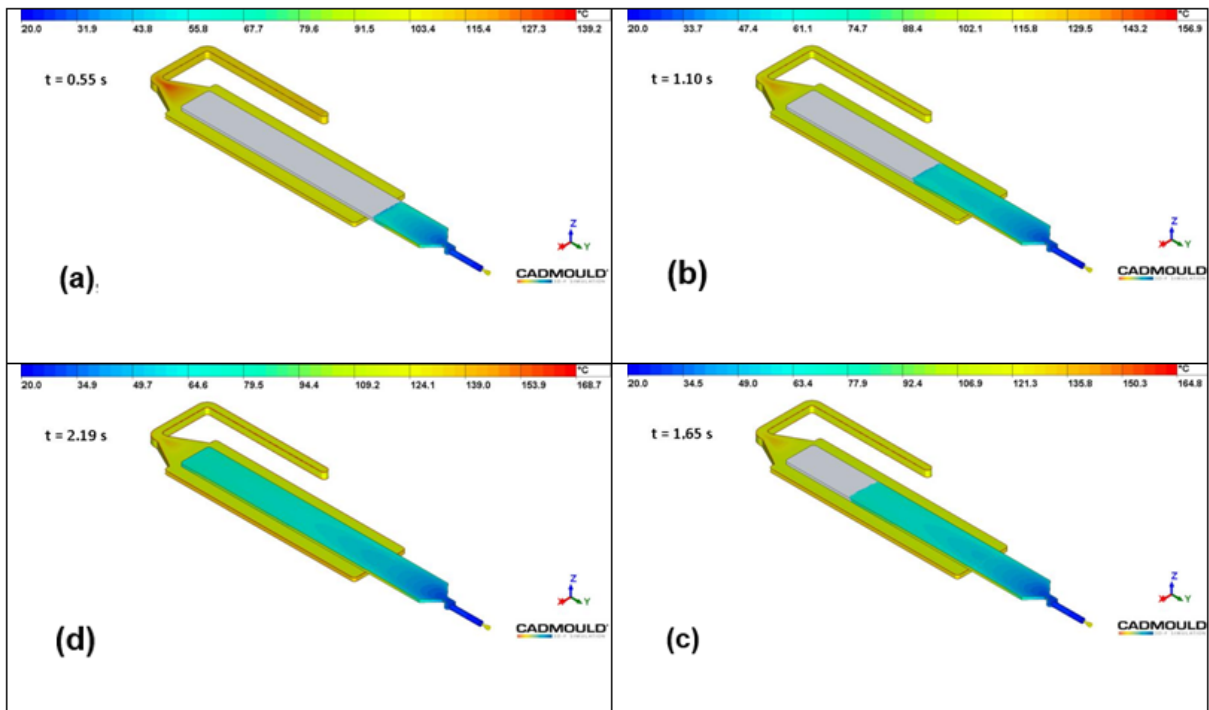 °C
20.0 31.9 43.8 55.8 67.7 79.6 91.5 103.4 115.4 127.3 139.2
t = 0.55 s
Z
X Y
CADMOULD
(a)
°C
20.0 33.7 47.4 61.1 74.7 88.4 102.1 115.8 129.5 143.2 156.9
t = 1.10 s
Z
X Y
CADMOULD
(b)
°C
20.0 34.9 49.7 64.6 79.5 94.4 109.2 124.1 139.0 153.9 168.7
t = 2.19 s
Z
X Y
CADMOULD
(d)
°C
20.0 34.5 49.0 63.4 77.9 92.4 106.9 121.3 135.8 150.3 164.8
t = 1.65 s
Z
X Y
CADMOULD
(c)